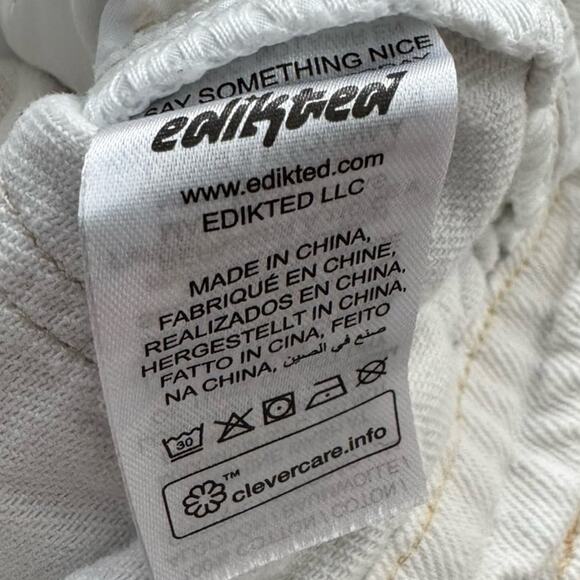 SAY SOMETHING NICE
edikted
www.edikted.com
EDIKTED LLC
MADE IN CHINA,
FABRIQUÉ EN CHINE,
REALIZADOS EN CHINA,
HERGESTELLT IN CHINA,
FATTO IN CINA, FEITO
NA CHINA, صنع في الصين
30
™ clevercare.info